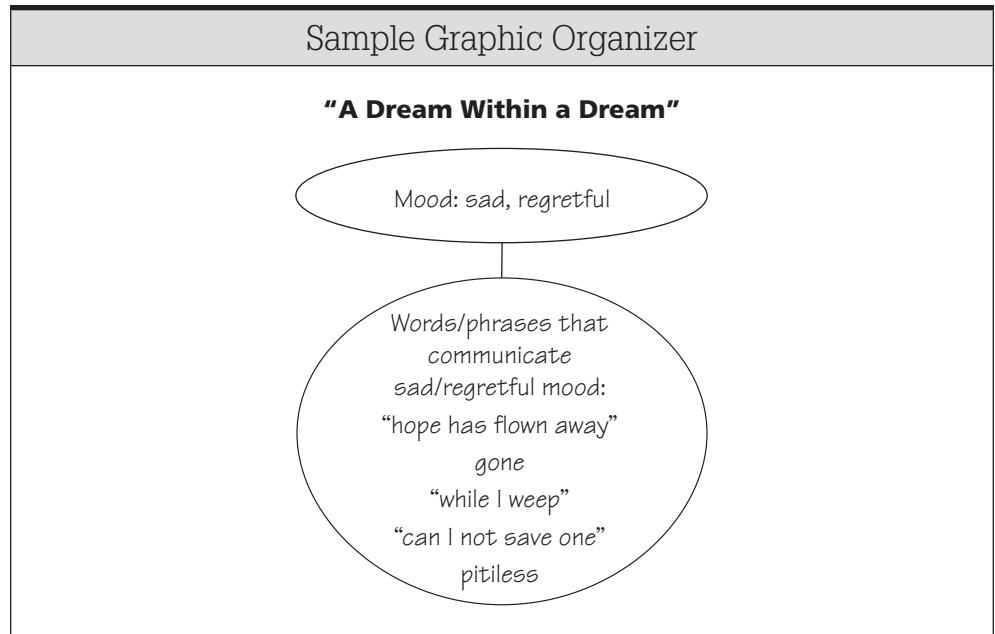 Sample Graphic Organizer
“A Dream Within a Dream”
Mood: sad, regretful
Words/phrases that
communicate
sad/regretful mood:
“hope has flown away”
gone
“while I weep”
“can I not save one”
pitiless